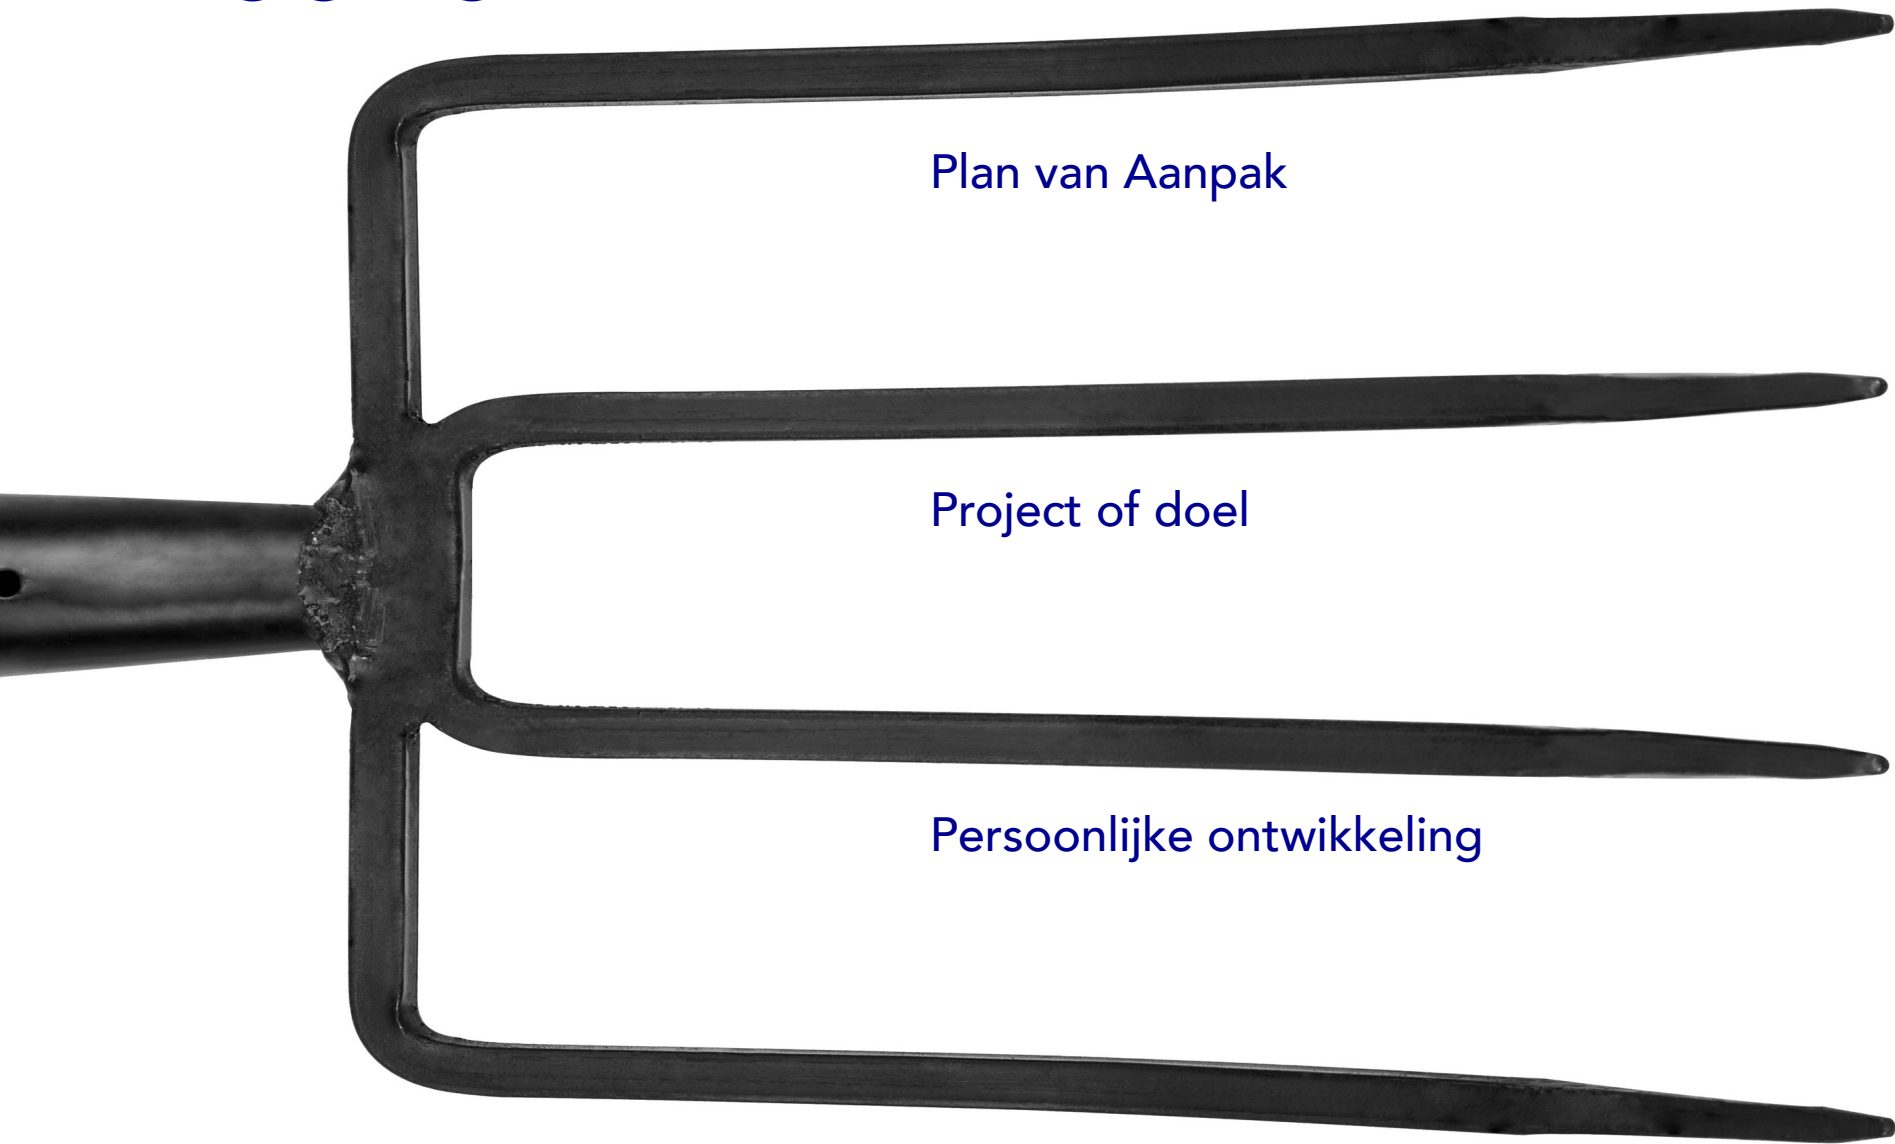 Plan van Aanpak
Project of doel
Persoonlijke ontwikkeling